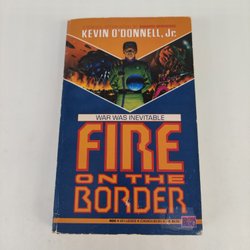 KEVIN O'DONNELL, Jr.
WAR WAS INEVITABLE
FIRE
ON THE
BORDER